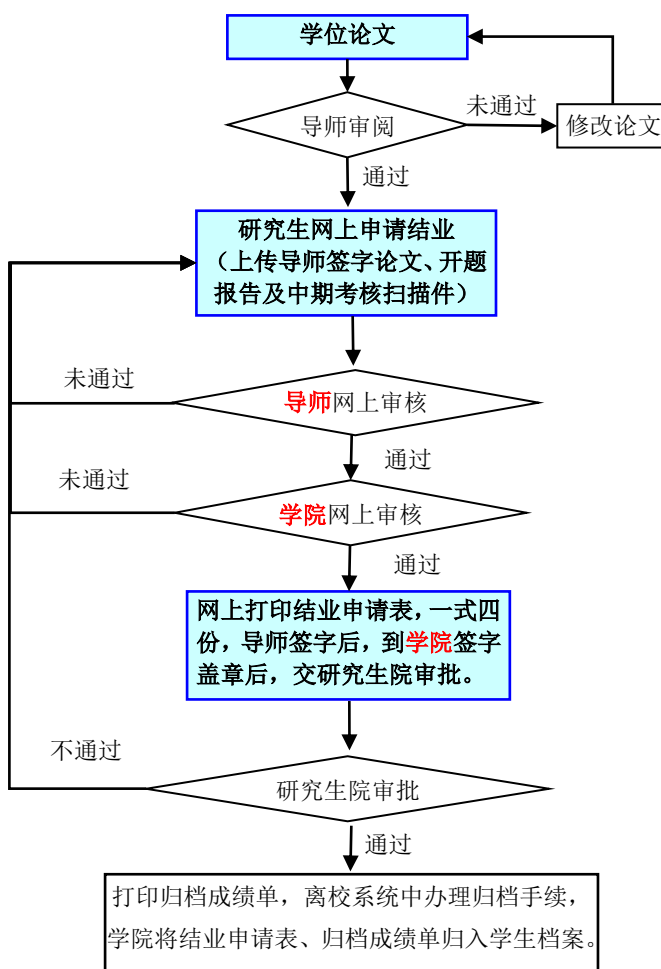 学位论文
未通过
导师审阅
修改论文
通过
研究生网上申请结业
（上传导师签字论文、开题
报告及中期考核扫描件）
未通过
导师网上审核
通过
未通过
学院网上审核
通过
网上打印结业申请表，一式四
份，导师签字后，到学院签字
盖章后，交研究生院审批。
不通过
研究生院审批
通过
打印归档成绩单，离校系统中办理归档手续，
学院将结业申请表、归档成绩单归入学生档案。